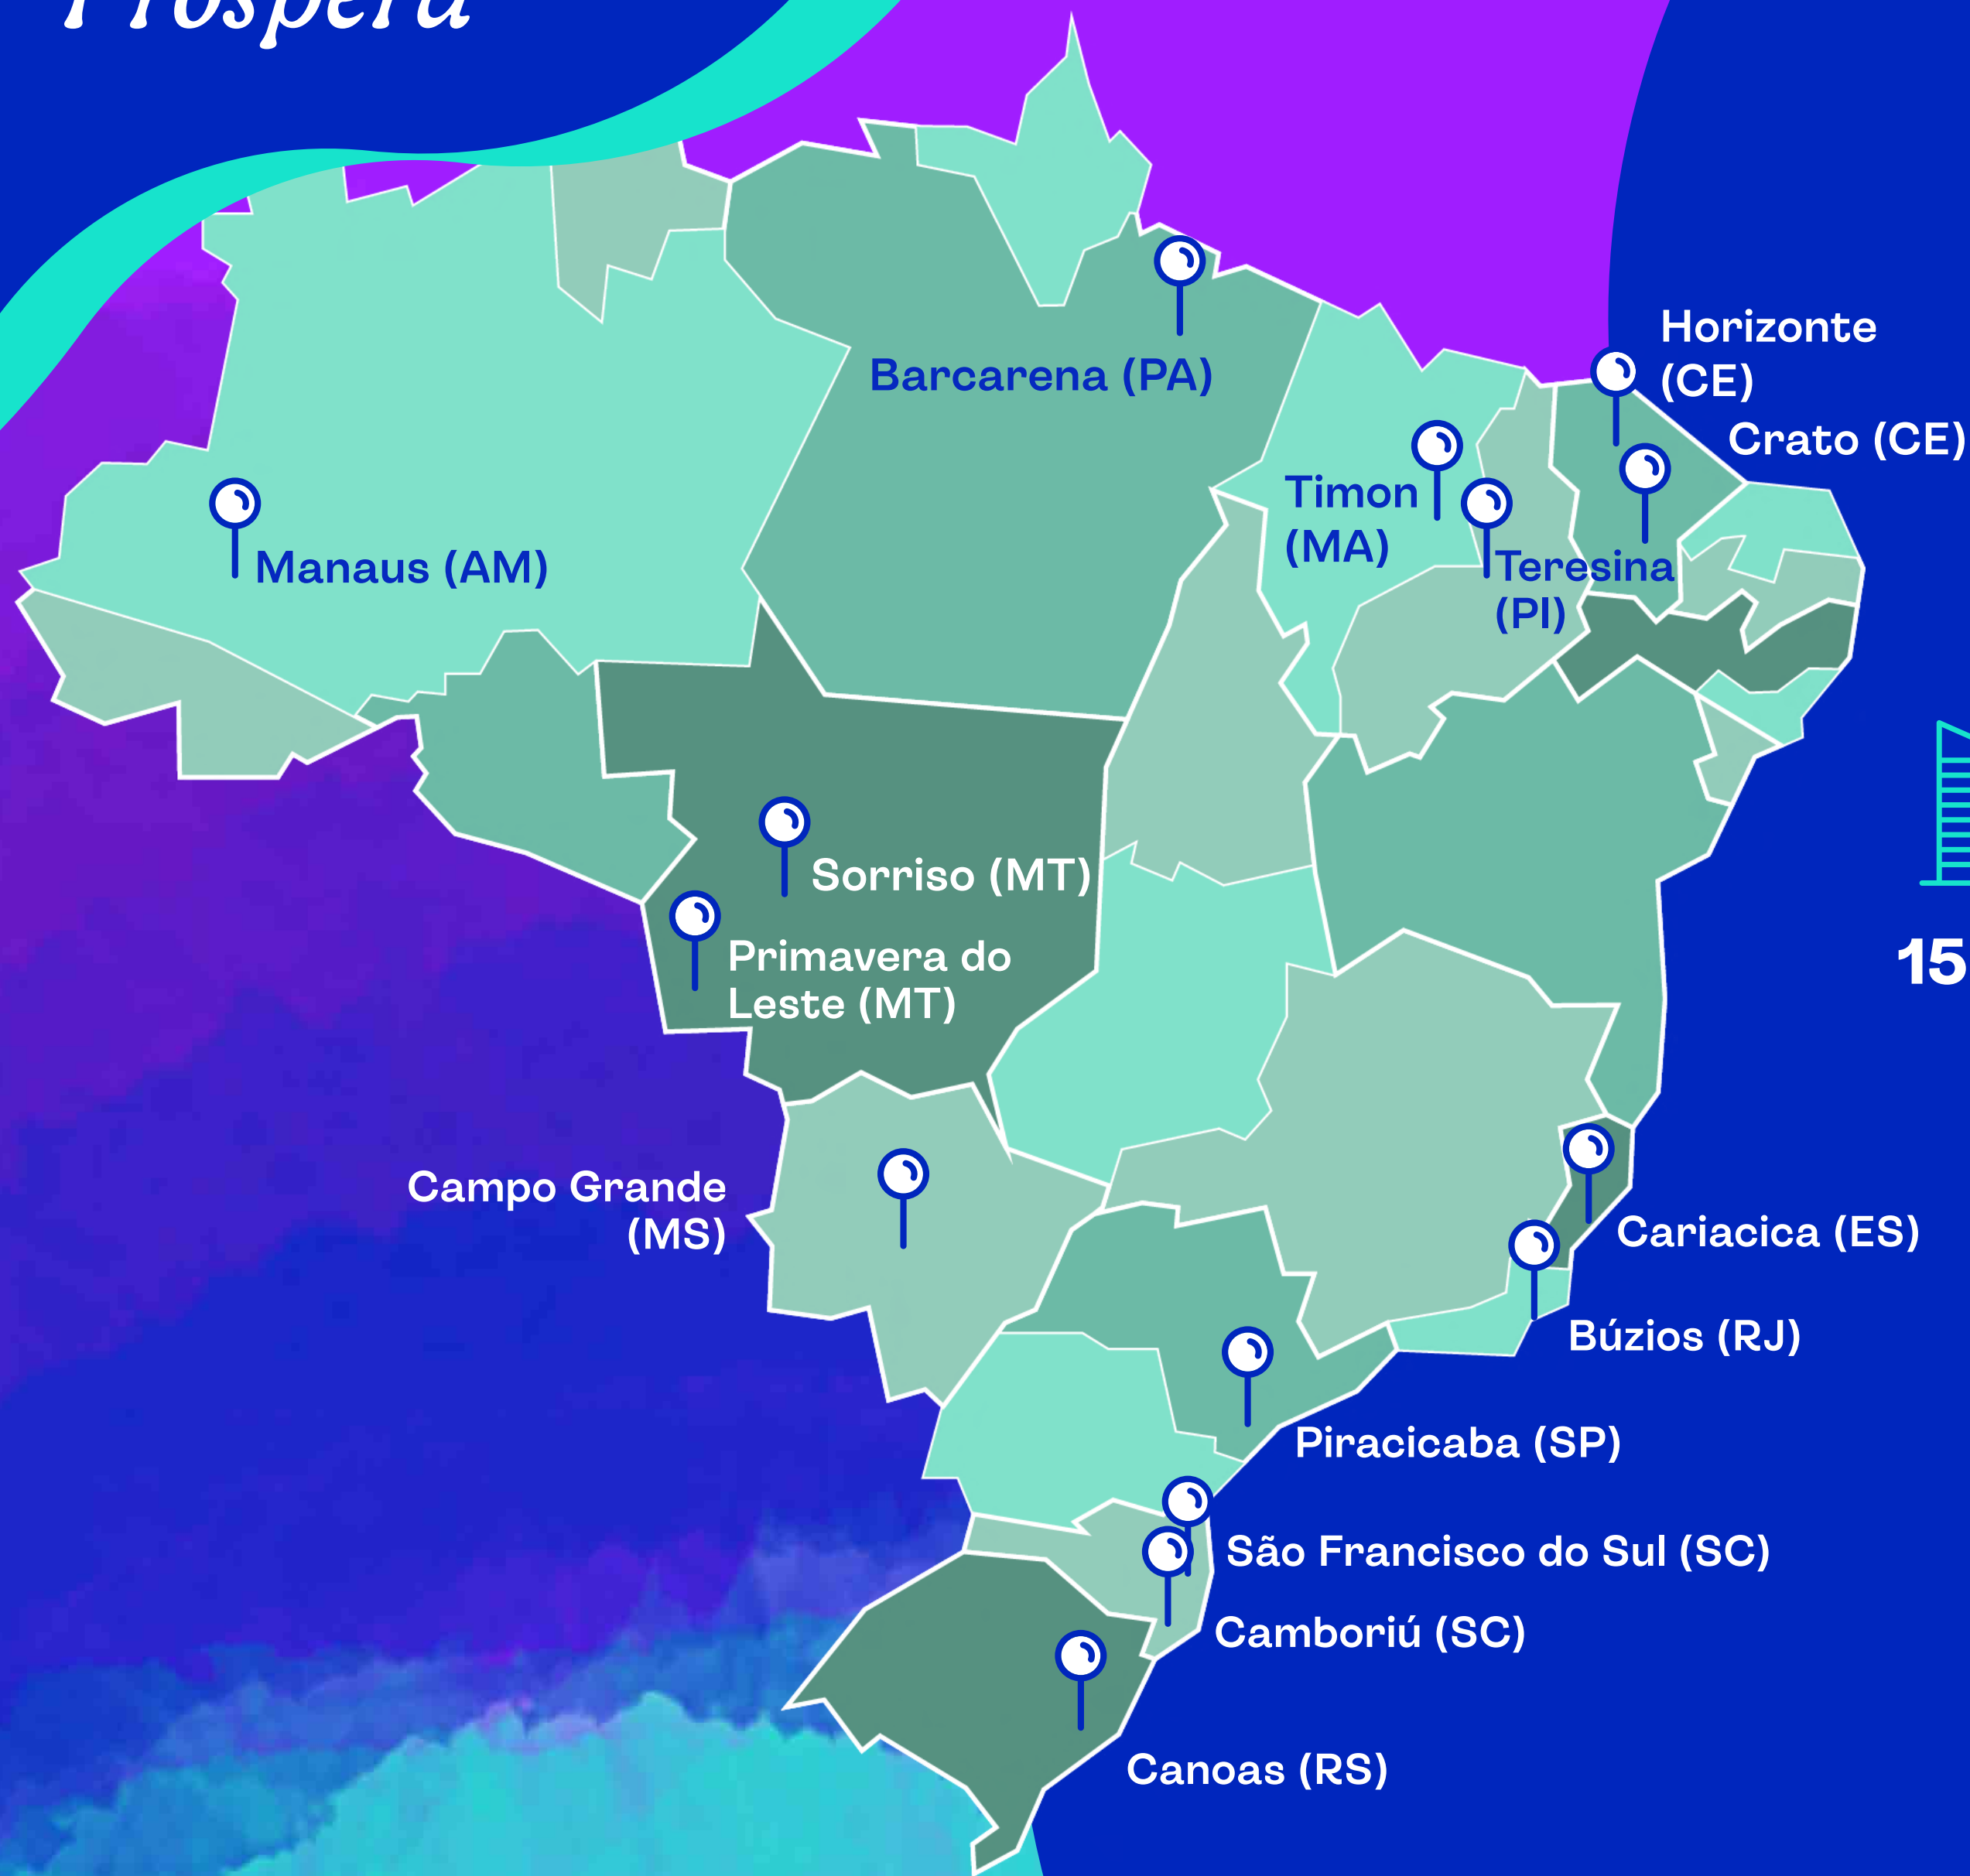 Prospera
Horizonte
(CE)
Barcarena (PA)
Crato (CE)
Timon
(MA)
Manaus (AM)
Teresina
(PI)
Sorriso (MT)
Primavera do
Leste (MT)
15
Campo Grande
(MS)
Cariacica (ES)
Búzios (RJ)
Piracicaba (SP)
São Francisco do Sul (SC)
Camboriú (SC)
Canoas (RS)